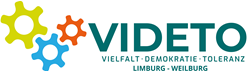 VIDETO
VIELFALT·DEMOKRATIE·TOLERANZ
LIMBURG - WEILBURG